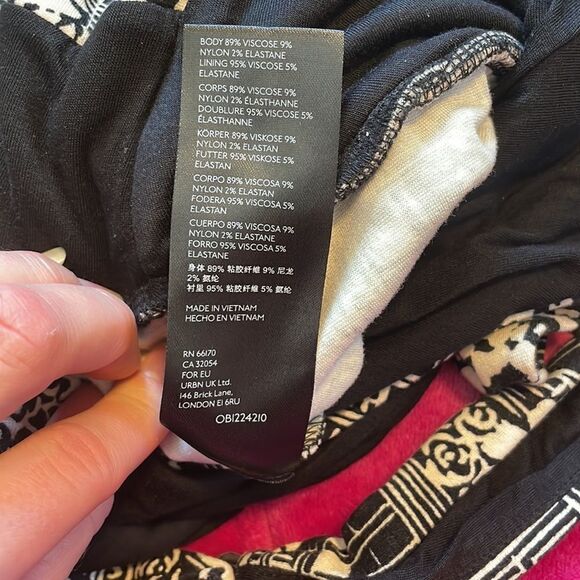 BODY 89% VISCOSE 9%
NYLON 2% ELASTANE
LINING 95% VISCOSE 5%
ELASTANE
CORPS 89% VISCOSE 9%
NYLON 2% ÉLASTHANNE
DOUBLURE 95% VISCOSE 5%
ÉLASTHANNE
KÖRPER 89% VISKOSE 9%
NYLON 2% ELASTAN
FUTTER 95% VISKOSE 5%
ELASTAN
CORPO 89% VISCOSA 9%
NYLON 2% ELASTAN
FODERA 95% VISCOSA 5%
ELASTAN
CUERPO 89% VISCOSA 9%
NYLON 2% ELASTANE
FORRO 95% VISCOSA 5%
ELASTANE
身体 89% 粘胶纤维 9% 尼龙
2% 氨纶
衬里 95% 粘胶纤维 5% 氨纶
MADE IN VIETNAM
HECHO EN VIETNAM
RN 66170
CA 32054
FOR EU
URBN UK Ltd.
146 Brick Lane,
LONDON E1 6RU
OB1224210